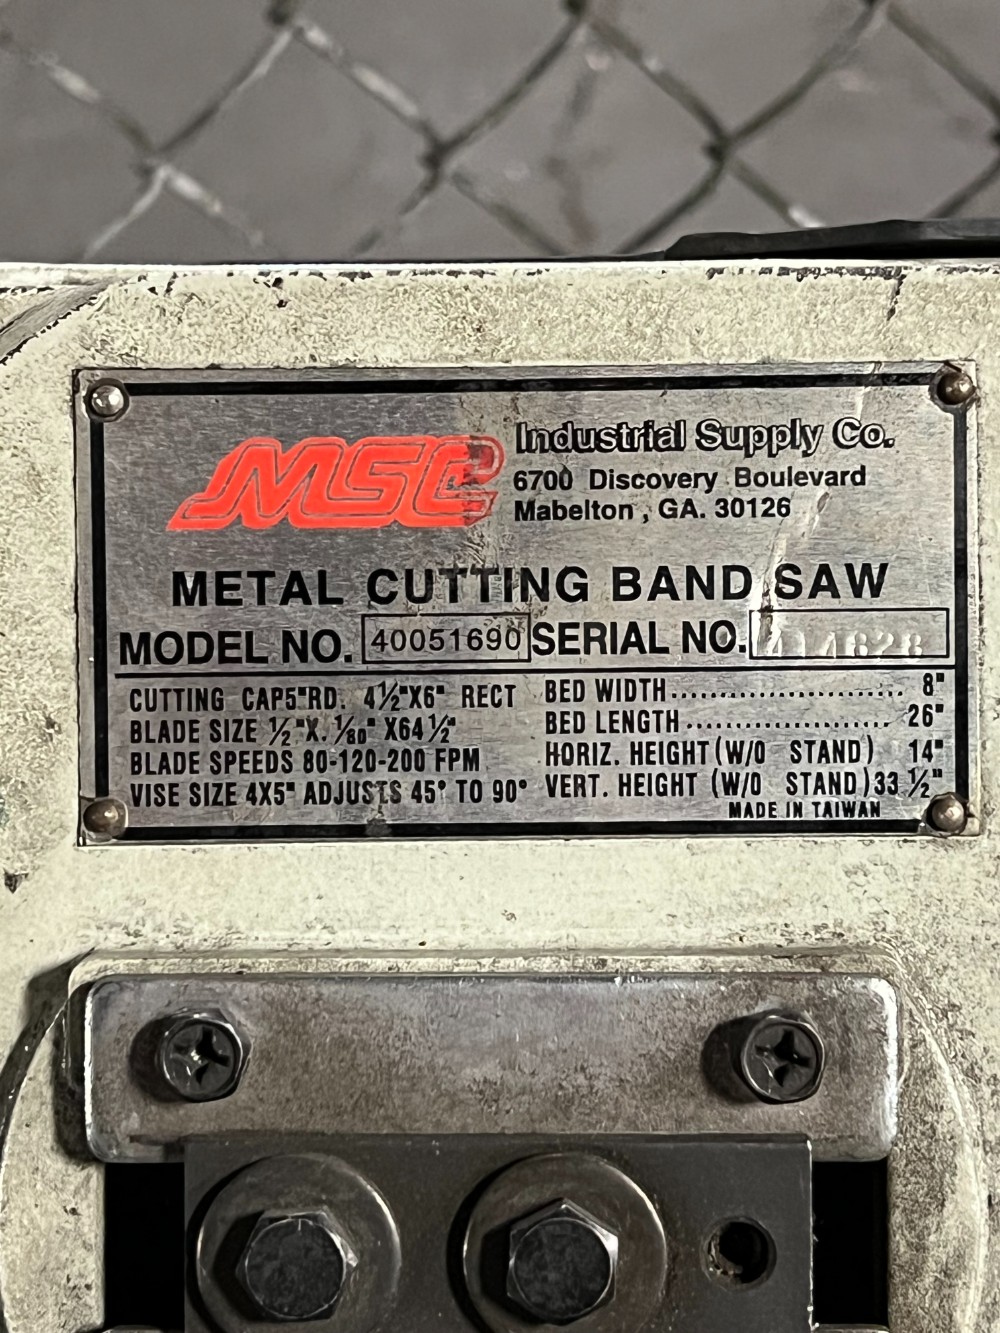 MSC Industrial Supply Co.
6700 Discovery Boulevard
Mabelton, GA. 30126
METAL CUTTING BAND SAW
MODEL NO. 40051690 SERIAL NO.
CUTTING CAP5"RD. 4½"X6" RECT
BLADE SIZE ½"X.⅟80" X64½"
BLADE SPEEDS 80-120-200 FPM
VISE SIZE 4X5" ADJUSTS 45° TO 90°
BED WIDTH........................ 8"
BED LENGTH..................... 26"
HORIZ. HEIGHT (W/O STAND) 14"
VERT. HEIGHT (W/O STAND) 33 ½"
MADE IN TAIWAN